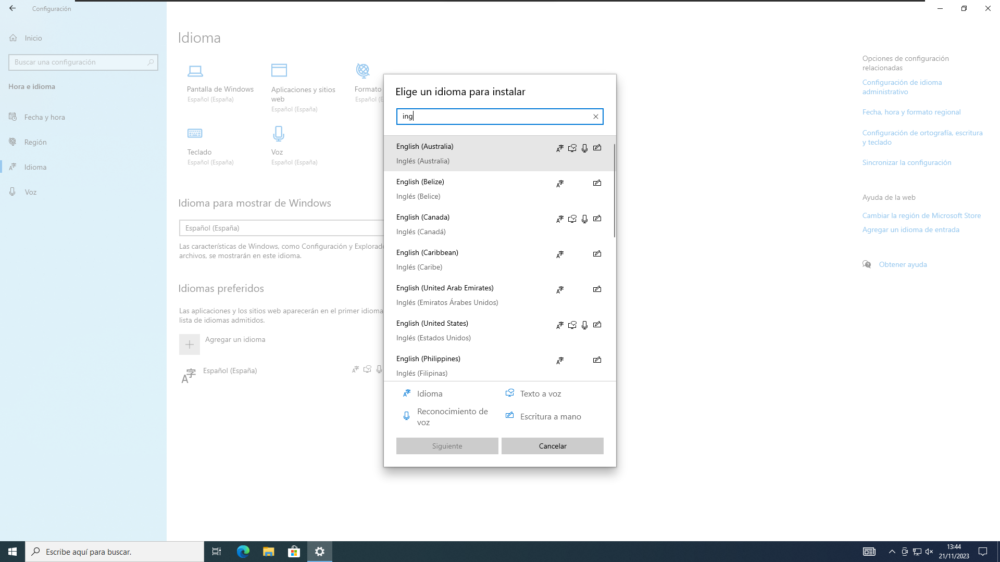 Configuración
Inicio
Buscar una configuración
Hora e idioma
Fecha y hora
Región
Idioma
Voz
Idioma
Pantalla de Windows
Español (España)
Aplicaciones y sitios
web
Español (España)
Formato
Español (E
Teclado
Español (España)
Voz
Español (España)
Idioma para mostrar de Windows
Español (España)
Las características de Windows, como Configuración y Explorado
archivos, se mostrarán en este idioma.
Idiomas preferidos
Las aplicaciones y los sitios web aparecerán en el primer idioma
lista de idiomas admitidos.
Agregar un idioma
Español (España)
Elige un idioma para instalar
ing
English (Australia)
Inglés (Australia)
English (Belize)
Inglés (Belice)
English (Canada)
Inglés (Canadá)
English (Caribbean)
Inglés (Caribe)
English (United Arab Emirates)
Inglés (Emiratos Árabes Unidos)
English (United States)
Inglés (Estados Unidos)
English (Philippines)
Inglés (Filipinas)
Idioma
Texto a voz
Reconocimiento de
voz
Escritura a mano
Siguiente
Cancelar
Opciones de configuración
relacionadas
Configuración de idioma
administrativo
Fecha, hora y formato regional
Configuración de ortografía, escritura
y teclado
Sincronizar la configuración
Ayuda de la web
Cambiar la región de Microsoft Store
Agregar un idioma de entrada
Obtener ayuda
Escribe aquí para buscar.
13:44
21/11/2023